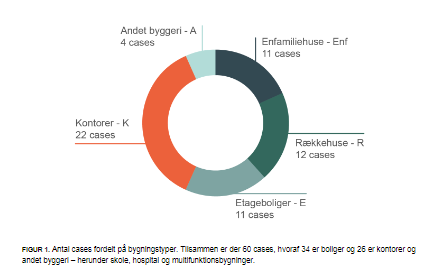 Andet byggeri - A
4 cases
Enfamiliehuse - Enf
11 cases
Kontorer - K
22 cases
Rækkehuse - R
12 cases
Etageboliger - E
11 cases
FIGUR 1. Antal cases fordelt på bygningstyper. Tilsammen er der 60 cases, hvoraf 34 er boliger og 26 er kontorer og
andet byggeri – herunder skole, hospital og multifunktionsbygninger.